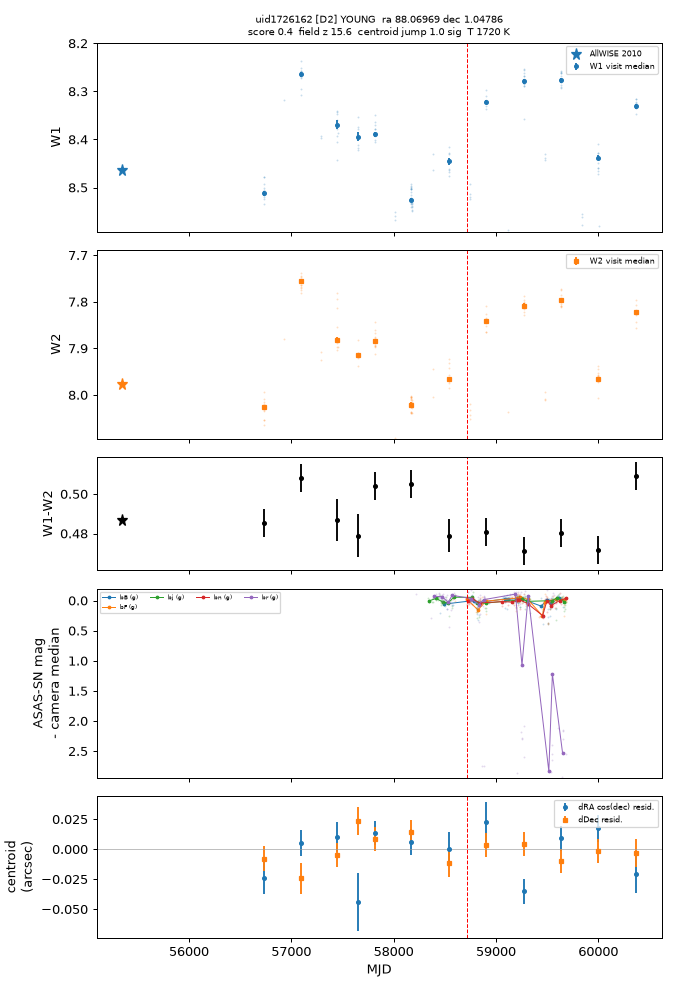 uid1726162 [D2] YOUNG  ra 88.06969 dec 1.04786
score 0.4  field z 15.6  centroid jump 1.0 sig  T 1720 K
8.2
8.3
8.4
8.5
W1
AllWISE 2010
W1 visit median
7.7
7.8
7.9
8.0
W2
W2 visit median
0.50
0.48
W1-W2
0.0
0.5
1.0
1.5
2.0
2.5
ASAS-SN mag
- camera median
bB (g)
bF (g)
bj (g)
bn (g)
br (g)
0.025
0.000
−0.025
−0.050
centroid
(arcsec)
dRA cos(dec) resid.
dDec resid.
56000
57000
58000
59000
60000
MJD